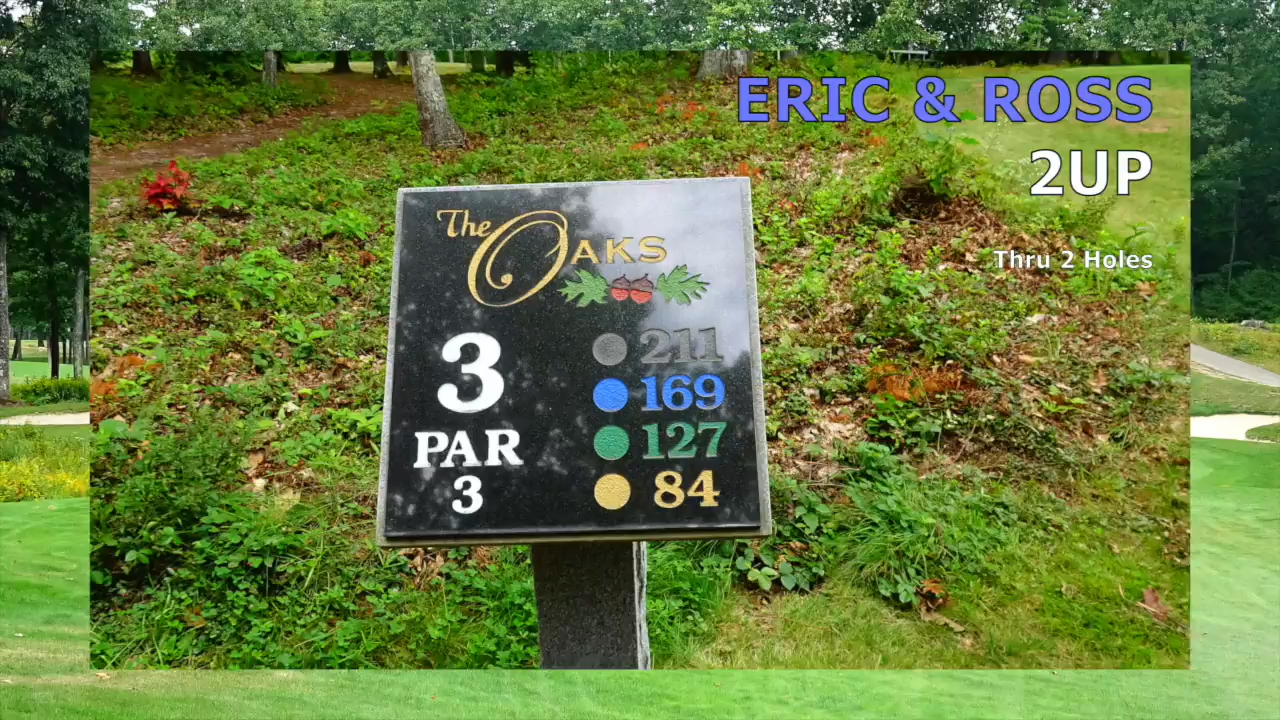 ERIC & ROSS
2UP
Thru 2 Holes
The OAKS
3
PAR
3
211
169
127
84